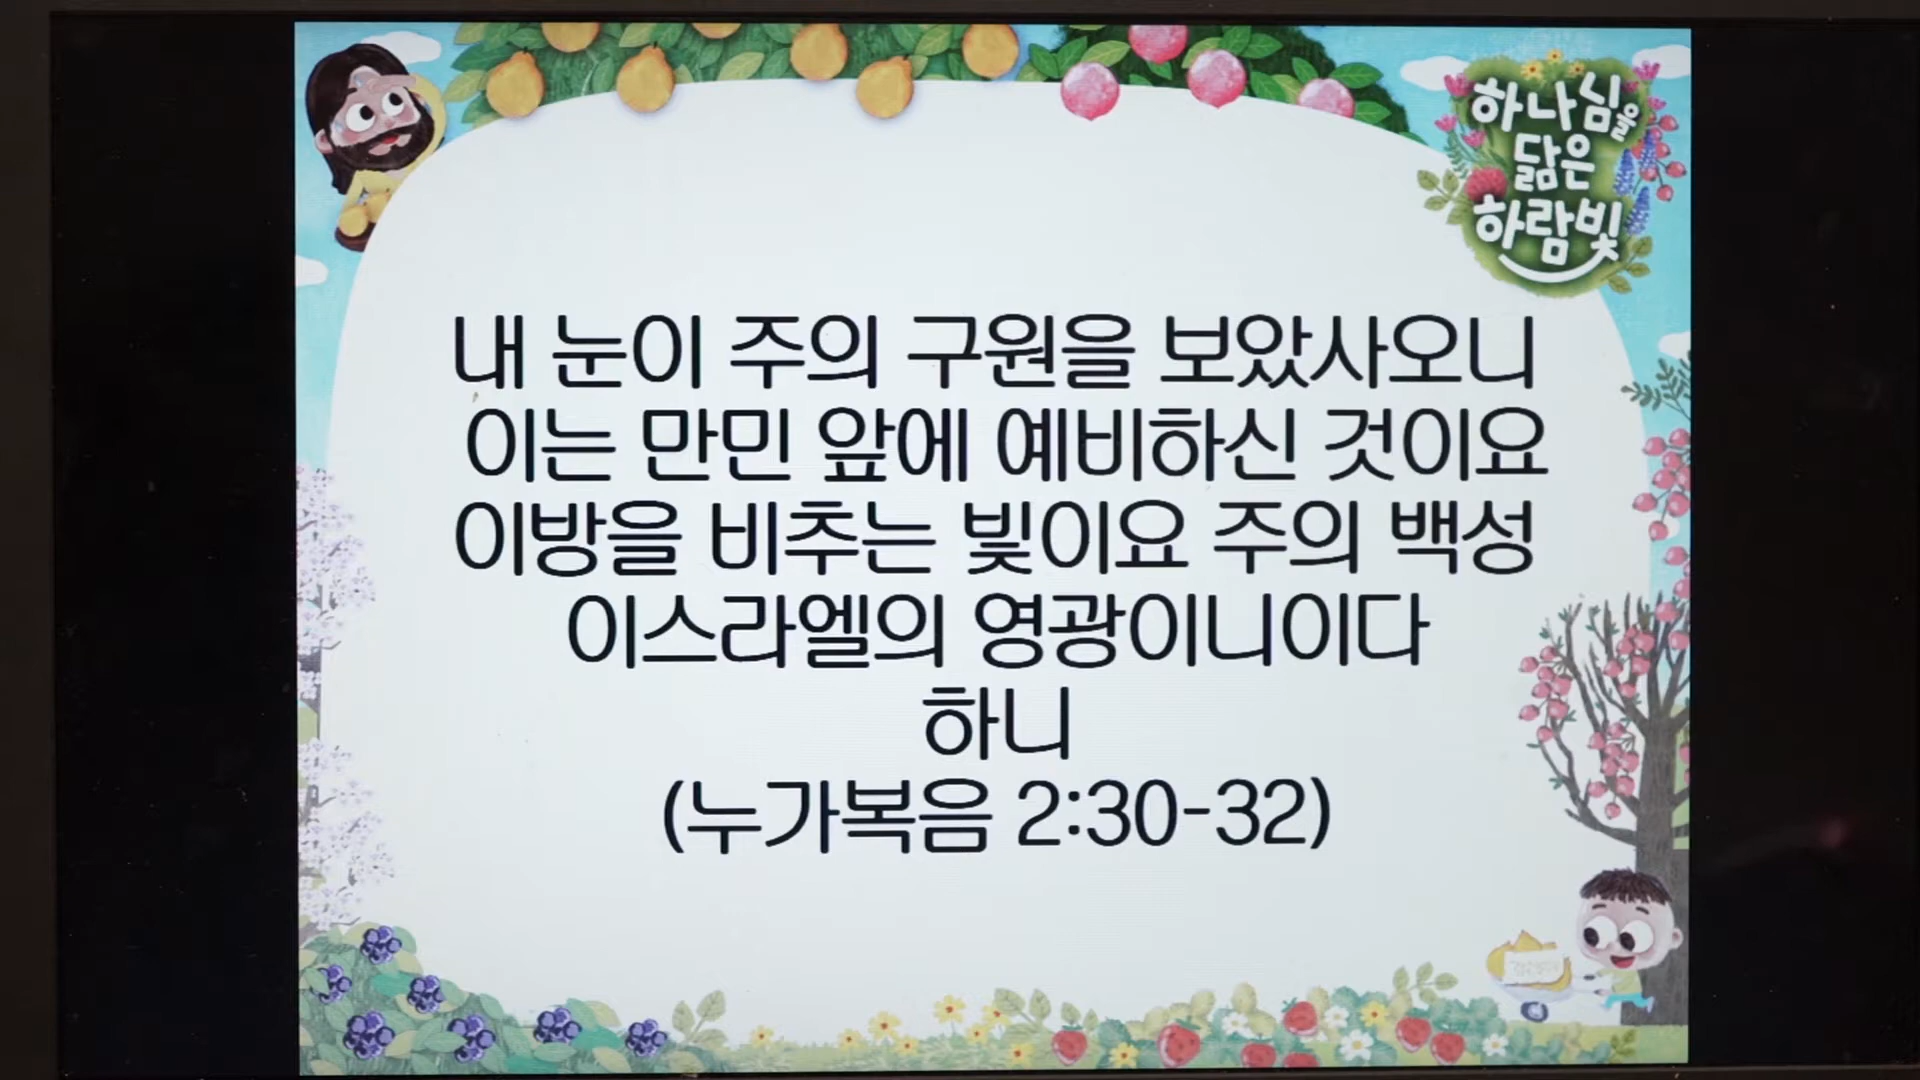 하나님을
닮은
하람빛
내 눈이 주의 구원을 보았사오니
이는 만민 앞에 예비하신 것이요
이방을 비추는 빛이요 주의 백성
이스라엘의 영광이니이다
하니
(누가복음 2:30-32)